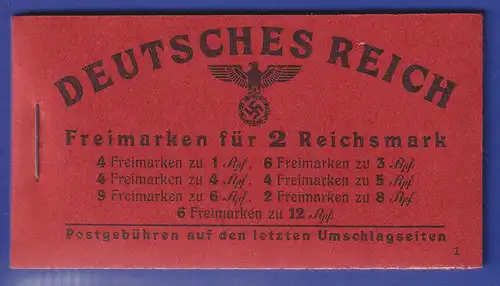 DEUTSCHES REICH
Freimarken für 2 Reichsmark
4 Freimarken zu 1 Rpf, 6 Freimarken zu 3 Rpf.
4 Freimarken zu 4 Rpf, 4 Freimarken zu 5 Rpf
9 Freimarken zu 6 Rpf, 2 Freimarken zu 8 Rpf.
6 Freimarken zu 12 Rpf.
Postgebühren auf den letzten Umschlagseiten
1